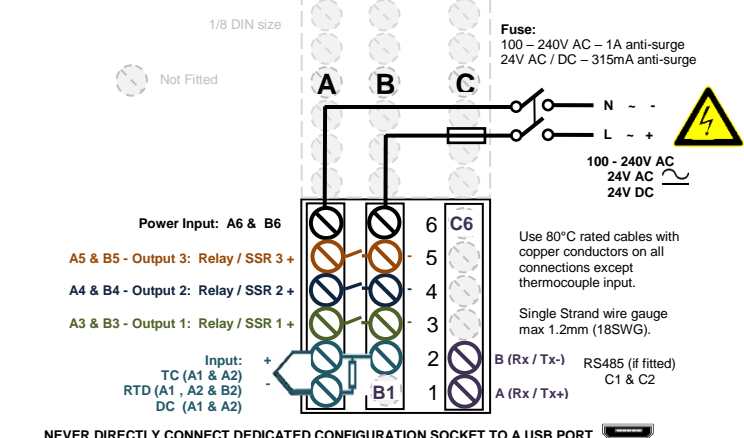 1/8 DIN size
Fuse:
100 – 240V AC – 1A anti-surge
24V AC / DC – 315mA anti-surge
Not Fitted
A B C
N ~ -
L ~ +
100 - 240V AC
24V AC
24V DC
Power Input: A6 & B6
6 C6
A5 & B5 - Output 3: Relay / SSR 3 + - 5
A4 & B4 - Output 2: Relay / SSR 2 + - 4
A3 & B3 - Output 1: Relay / SSR 1 + - 3
Use 80°C rated cables with
copper conductors on all
connections except
thermocouple input.
Single Strand wire gauge
max 1.2mm (18SWG).
Input: +
TC (A1 & A2)
RTD (A1 , A2 & B2) -
DC (A1 & A2)
2 B (Rx / Tx-)
B1 1 A (Rx / Tx+)
RS485 (if fitted)
C1 & C2
NEVER DIRECTLY CONNECT DEDICATED CONFIGURATION SOCKET TO A USB PORT